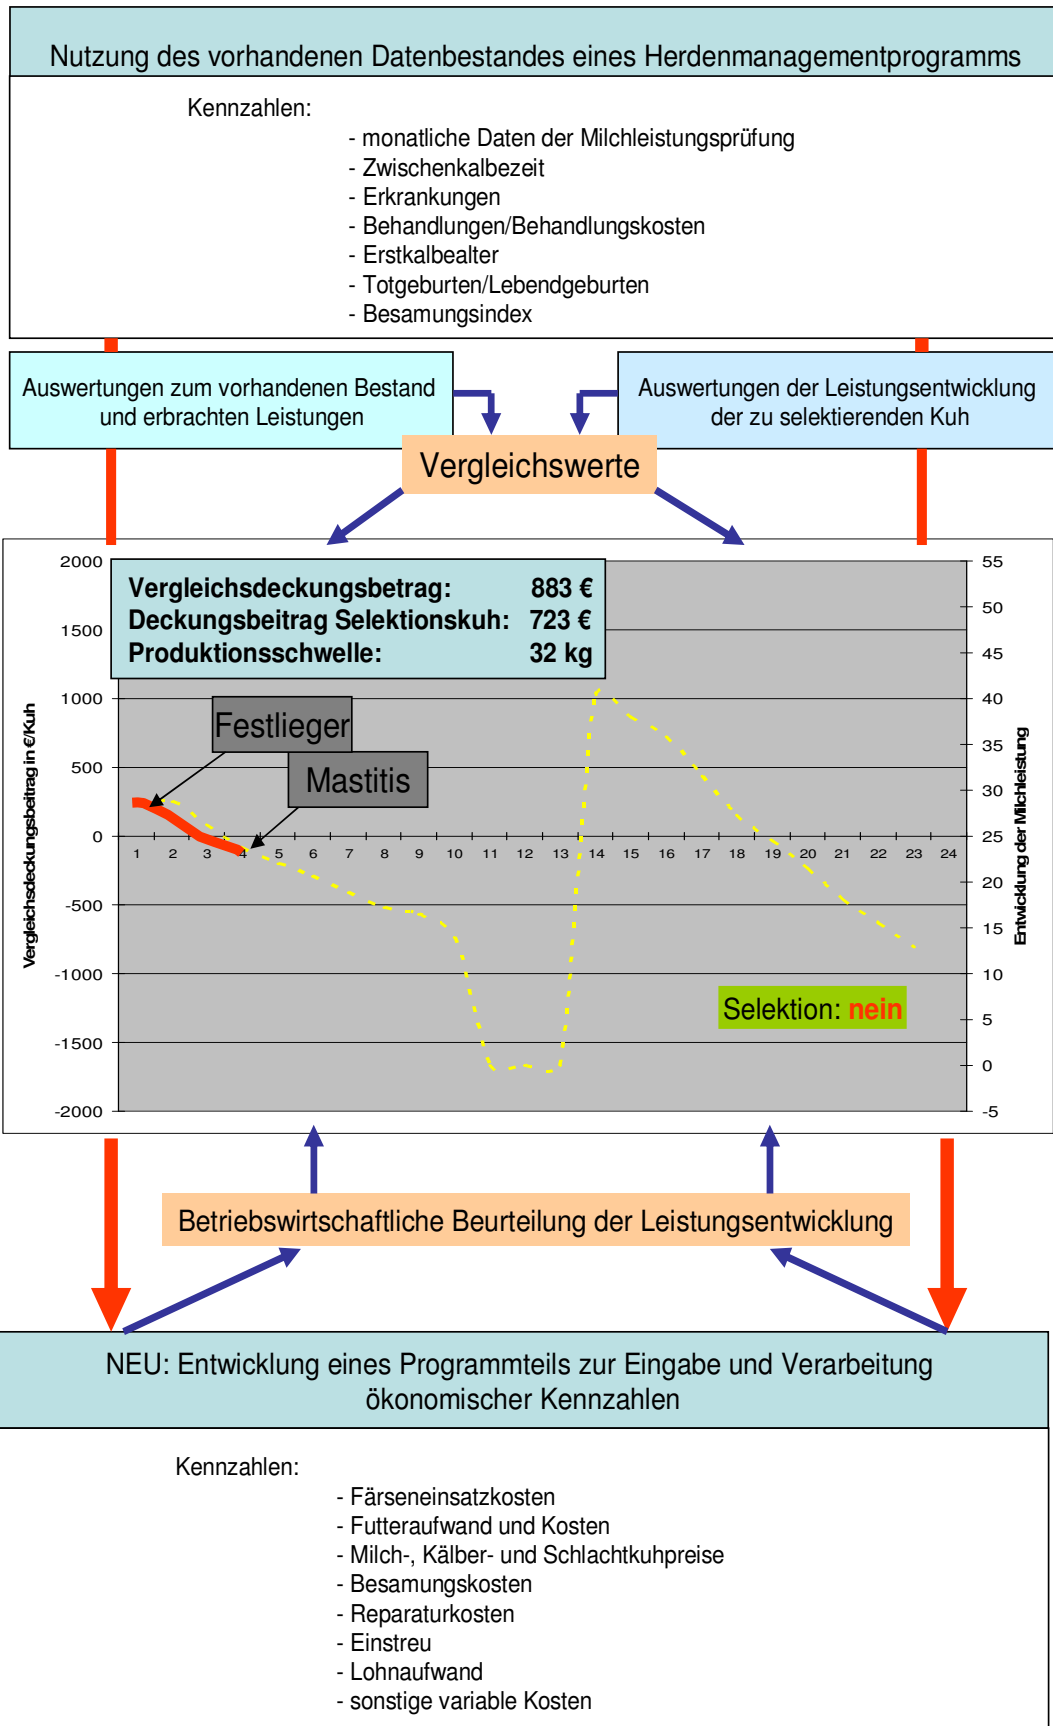 Nutzung des vorhandenen Datenbestandes eines Herdenmanagementprogramms
Kennzahlen:
- monatliche Daten der Milchleistungsprüfung
- Zwischenkalbezeit
- Erkrankungen
- Behandlungen/Behandlungskosten
- Erstkalbealter
- Totgeburten/Lebendgeburten
- Besamungsindex
Auswertungen zum vorhandenen Bestand
und erbrachten Leistungen
Auswertungen der Leistungsentwicklung
der zu selektierenden Kuh
Vergleichswerte
Vergleichsdeckungsbetrag: 883 €
Deckungsbeitrag Selektionskuh: 723 €
Produktionsschwelle: 32 kg
Festlieger
Mastitis
Vergleichsdeckungsbeitrag in €/Kuh
2000
1500
1000
500
0
-500
-1000
-1500
-2000
1 2 3 4 5 6 7 8 9 10 11 12 13 14 15 16 17 18 19 20 21 22 23 24
55
50
45
40
35
30
25
20
15
10
5
0
-5
Entwicklung der Milchleistung
Selektion: nein
Betriebswirtschaftliche Beurteilung der Leistungsentwicklung
NEU: Entwicklung eines Programmteils zur Eingabe und Verarbeitung
ökonomischer Kennzahlen
Kennzahlen:
- Färseneinsatzkosten
- Futteraufwand und Kosten
- Milch-, Kälber- und Schlachtkuhpreise
- Besamungskosten
- Reparaturkosten
- Einstreu
- Lohnaufwand
- sonstige variable Kosten